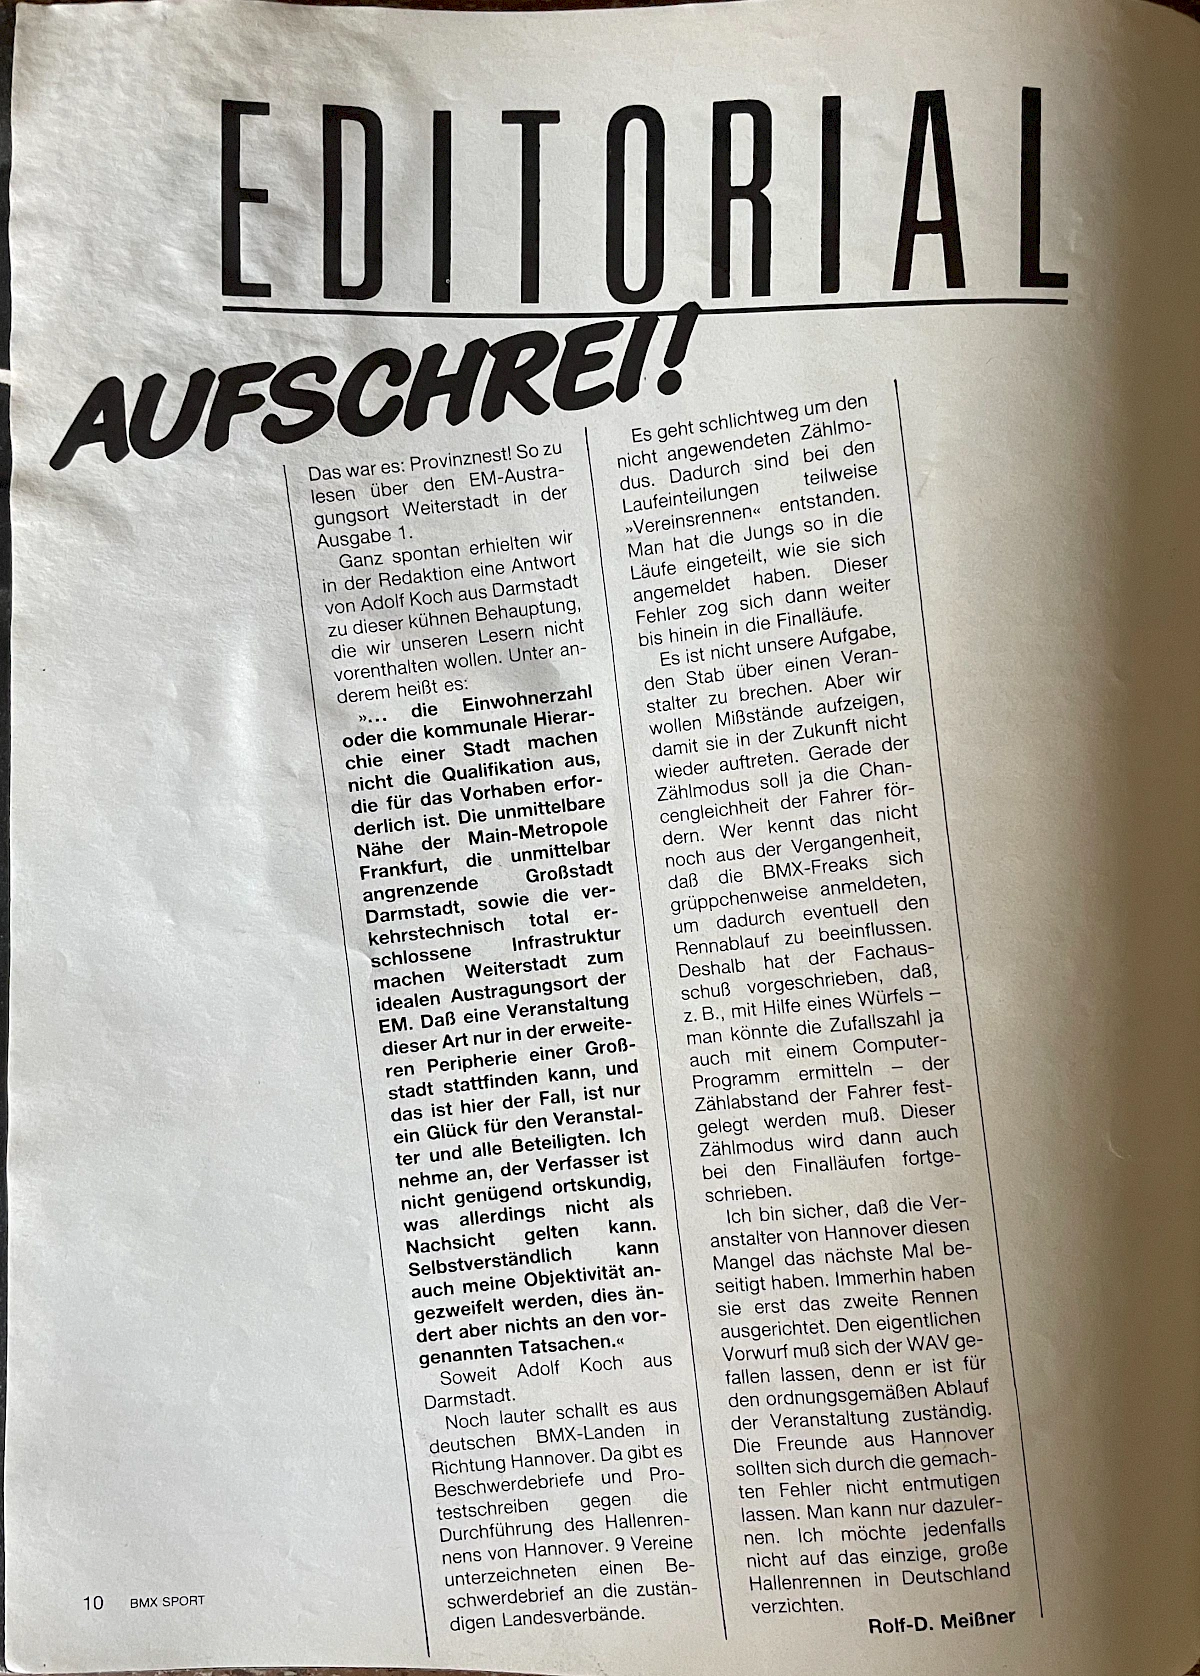 EDITORIAL
AUFSCHREI!
Das war es: Provinznest! So zu
lesen über den EM-Austra-
gungsort Weiterstadt in der
Ausgabe 1.
Ganz spontan erhielten wir
in der Redaktion eine Antwort
von Adolf Koch aus Darmstadt
zu dieser kühnen Behauptung,
die wir unseren Lesern nicht
vorenthalten wollen. Unter an-
derem heißt es:
»... die Einwohnerzahl
oder die kommunale Hierar-
chie einer Stadt machen
nicht die Qualifikation aus,
die für das Vorhaben erfor-
derlich ist. Die unmittelbare
Nähe der Main-Metropole
Frankfurt, die unmittelbar
angrenzende Großstadt
Darmstadt, sowie die ver-
kehrstechnisch total er-
schlossene Infrastruktur
machen Weiterstadt zum
idealen Austragungsort der
EM. Daß eine Veranstaltung
dieser Art nur in der erweite-
ren Peripherie einer Groß-
stadt stattfinden kann, und
das ist hier der Fall, ist nur
ein Glück für den Veranstal-
ter und alle Beteiligten. Ich
nehme an, der Verfasser ist
nicht genügend ortskundig,
was allerdings nicht als
Nachsicht gelten kann.
Selbstverständlich kann
auch meine Objektivität an-
gezweifelt werden, dies än-
dert aber nichts an den vor-
genannten Tatsachen.«
Soweit Adolf Koch aus
Darmstadt.
Noch lauter schallt es aus
deutschen BMX-Landen in
Richtung Hannover. Da gibt es
Beschwerdebriefe und Pro-
testschreiben gegen die
Durchführung des Hallenren-
nens von Hannover. 9 Vereine
unterzeichneten einen Be-
schwerdebrief an die zustän-
digen Landesverbände.
Es geht schlichtweg um den
nicht angewendeten Zählmo-
dus. Dadurch sind bei den
Laufeinteilungen teilweise
»Vereinsrennen« entstanden.
Man hat die Jungs so in die
Läufe eingeteilt, wie sie sich
angemeldet haben. Dieser
Fehler zog sich dann weiter
bis hinein in die Finalläufe.
Es ist nicht unsere Aufgabe,
den Stab über einen Veran-
stalter zu brechen. Aber wir
wollen Mißstände aufzeigen,
damit sie in der Zukunft nicht
wieder auftreten. Gerade der
Zählmodus soll ja die Chan-
cengleichheit der Fahrer för-
dern. Wer kennt das nicht
noch aus der Vergangenheit,
daß die BMX-Freaks sich
grüppchenweise anmeldeten,
um dadurch eventuell den
Rennablauf zu beeinflussen.
Deshalb hat der Fachaus-
schuß vorgeschrieben, daß,
z. B., mit Hilfe eines Würfels –
man könnte die Zufallszahl ja
auch mit einem Computer-
Programm ermitteln – der
Zählabstand der Fahrer fest-
gelegt werden muß. Dieser
Zählmodus wird dann auch
bei den Finalläufen fortge-
schrieben.
Ich bin sicher, daß die Ver-
anstalter von Hannover diesen
Mangel das nächste Mal be-
seitigt haben. Immerhin haben
sie erst das zweite Rennen
ausgerichtet. Den eigentlichen
Vorwurf muß sich der WAV ge-
fallen lassen, denn er ist für
den ordnungsgemäßen Ablauf
der Veranstaltung zuständig.
Die Freunde aus Hannover
sollten sich durch die gemach-
ten Fehler nicht entmutigen
lassen. Man kann nur dazuler-
nen. Ich möchte jedenfalls
nicht auf das einzige, große
Hallenrennen in Deutschland
verzichten.
Rolf-D. Meißner
10 BMX SPORT